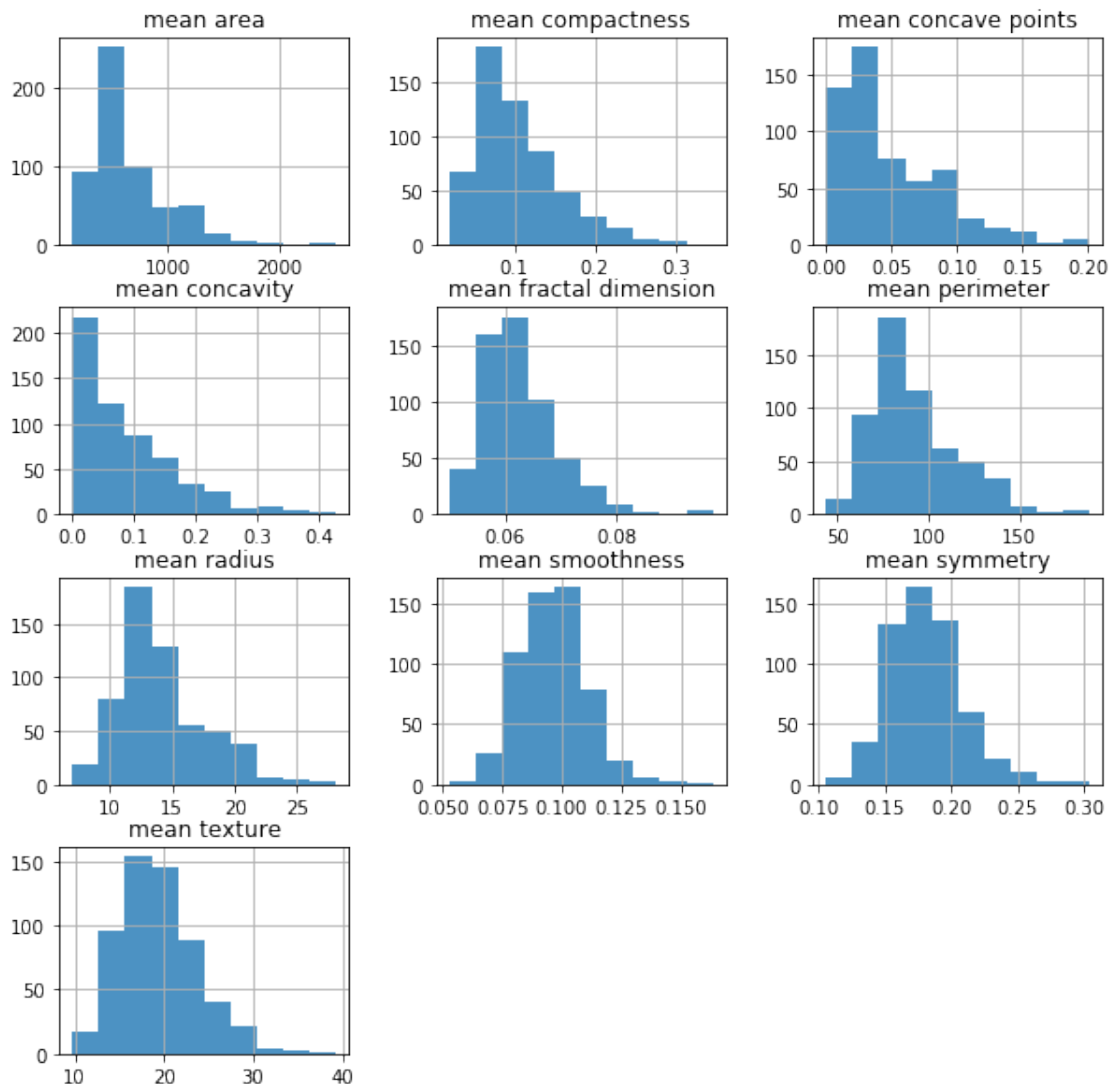 mean area
mean compactness
mean concave points
200
100
0
1000 2000
150
100
50
0
0.1 0.2 0.3
150
100
50
0
0.00 0.05 0.10 0.15 0.20
mean concavity
mean fractal dimension
mean perimeter
200
150
100
50
0
0.0 0.1 0.2 0.3 0.4
150
100
50
0
0.06 0.08
150
100
50
0
50 100 150
mean radius
mean smoothness
mean symmetry
150
100
50
0
10 15 20 25
150
100
50
0
0.050 0.075 0.100 0.125 0.150
150
100
50
0
0.10 0.15 0.20 0.25 0.30
mean texture
150
100
50
0
10 20 30 40